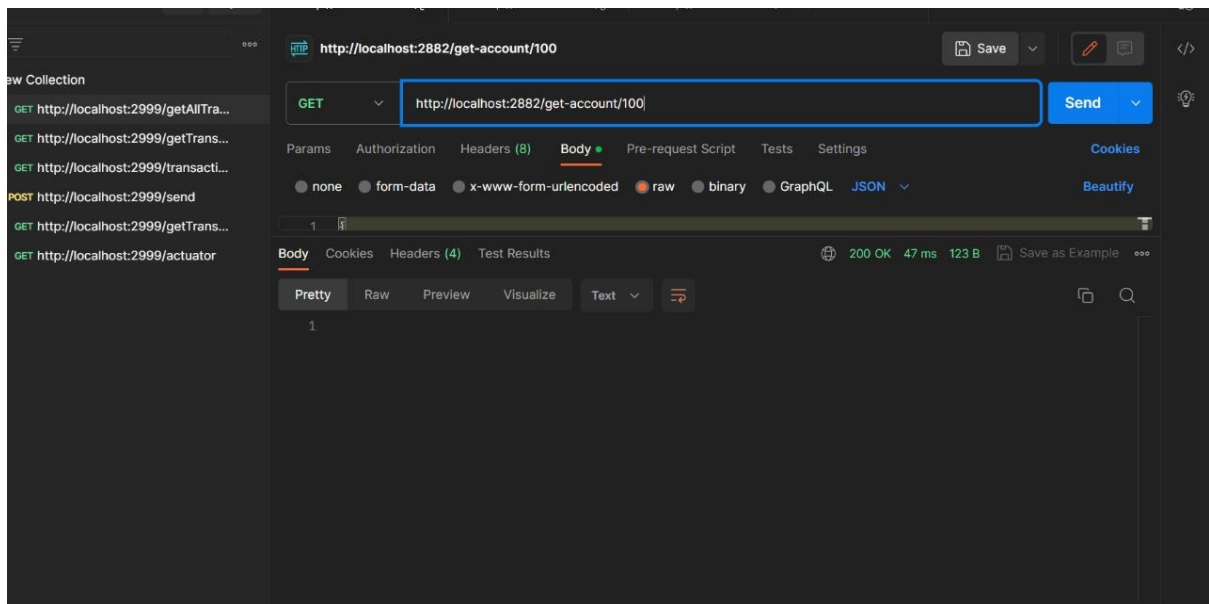 HTTP http://localhost:2882/get-account/100
Save
ew Collection
GET http://localhost:2999/getAllTra...
GET http://localhost:2999/getTrans...
GET http://localhost:2999/transacti...
POST http://localhost:2999/send
GET http://localhost:2999/getTrans...
GET http://localhost:2999/actuator
GET http://localhost:2882/get-account/100 Send
Params Authorization Headers (8) Body Pre-request Script Tests Settings Cookies
none form-data x-www-form-urlencoded raw binary GraphQL JSON Beautify
1 {
Body Cookies Headers (4) Test Results 200 OK 47 ms 123 B Save as Example
Pretty Raw Preview Visualize Text
1